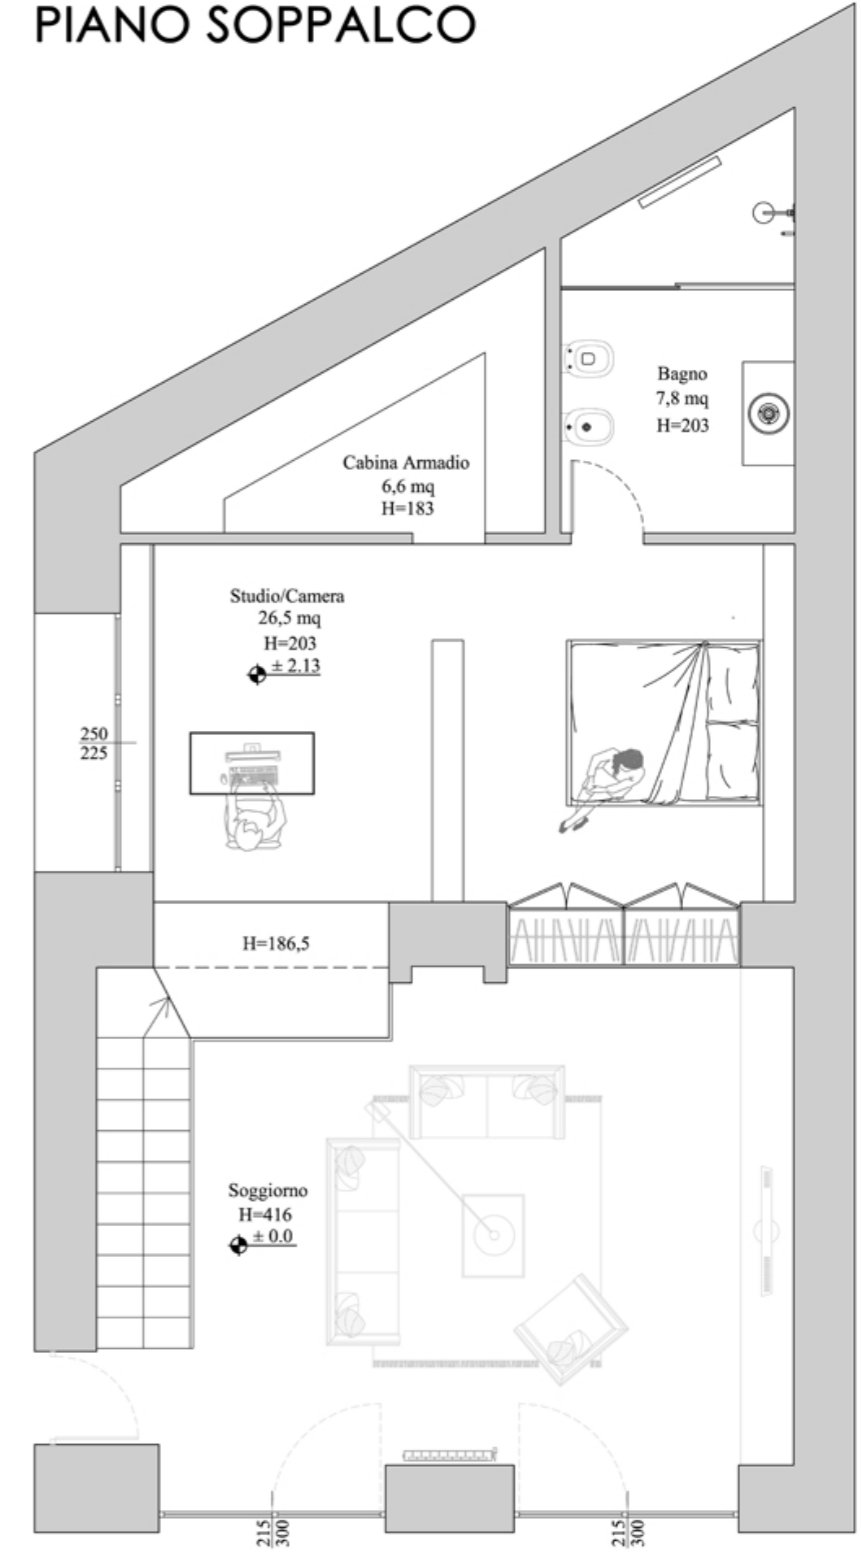 PIANO SOPPALCO
Bagno
7,8 mq
H=203
Cabina Armadio
6,6 mq
H=183
Studio/Camera
26,5 mq
H=203
± 2.13
250
225
H=186,5
Soggiorno
H=416
± 0.0
215
300
215
300